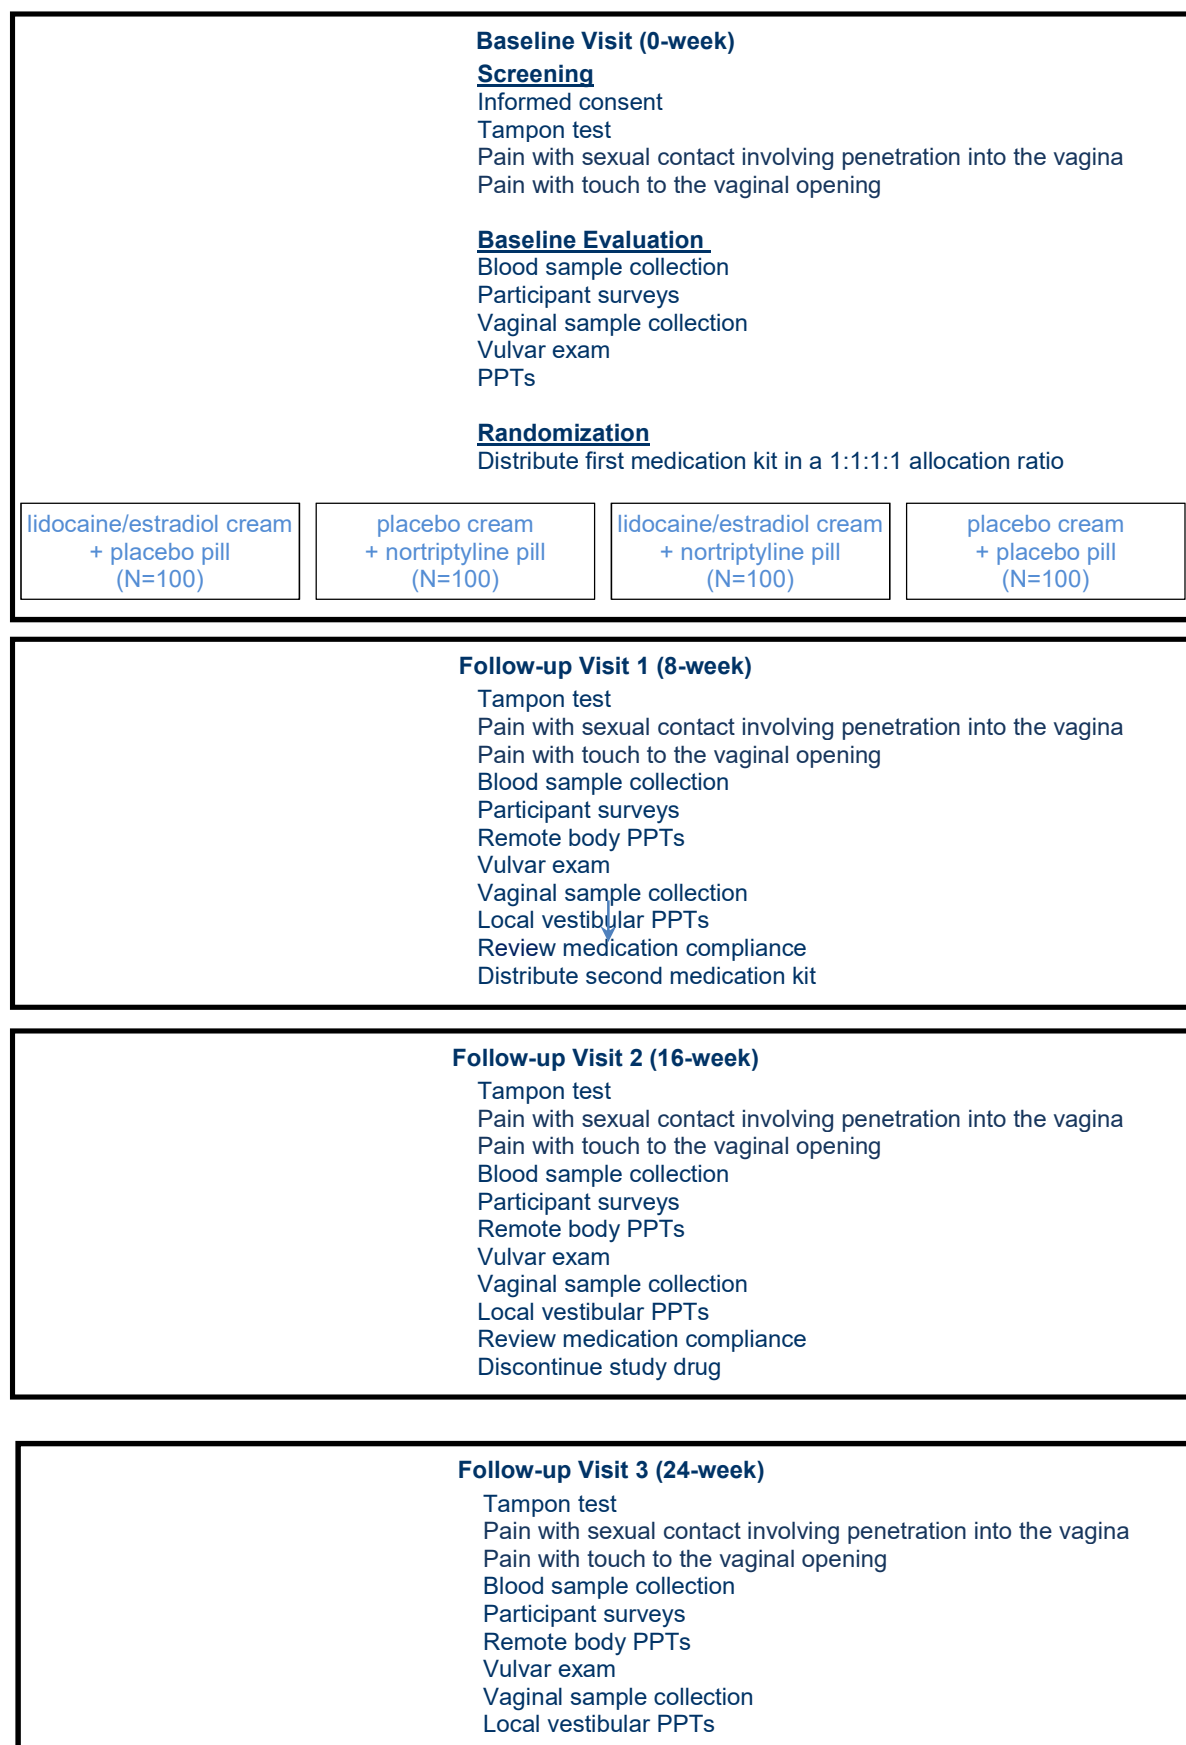 Baseline Visit (0-week)
Screening
Informed consent
Tampon test
Pain with sexual contact involving penetration into the vagina
Pain with touch to the vaginal opening
Baseline Evaluation
Blood sample collection
Participant surveys
Vaginal sample collection
Vulvar exam
PPTs
Randomization
Distribute first medication kit in a 1:1:1:1 allocation ratio
lidocaine/estradiol cream
+ placebo pill
(N=100)
placebo cream
+ nortriptyline pill
(N=100)
lidocaine/estradiol cream
+ nortriptyline pill
(N=100)
placebo cream
+ placebo pill
(N=100)
Follow-up Visit 1 (8-week)
Tampon test
Pain with sexual contact involving penetration into the vagina
Pain with touch to the vaginal opening
Blood sample collection
Participant surveys
Remote body PPTs
Vulvar exam
Vaginal sample collection
Local vestibular PPTs
Review medication compliance
Distribute second medication kit
Follow-up Visit 2 (16-week)
Tampon test
Pain with sexual contact involving penetration into the vagina
Pain with touch to the vaginal opening
Blood sample collection
Participant surveys
Remote body PPTs
Vulvar exam
Vaginal sample collection
Local vestibular PPTs
Review medication compliance
Discontinue study drug
Follow-up Visit 3 (24-week)
Tampon test
Pain with sexual contact involving penetration into the vagina
Pain with touch to the vaginal opening
Blood sample collection
Participant surveys
Remote body PPTs
Vulvar exam
Vaginal sample collection
Local vestibular PPTs